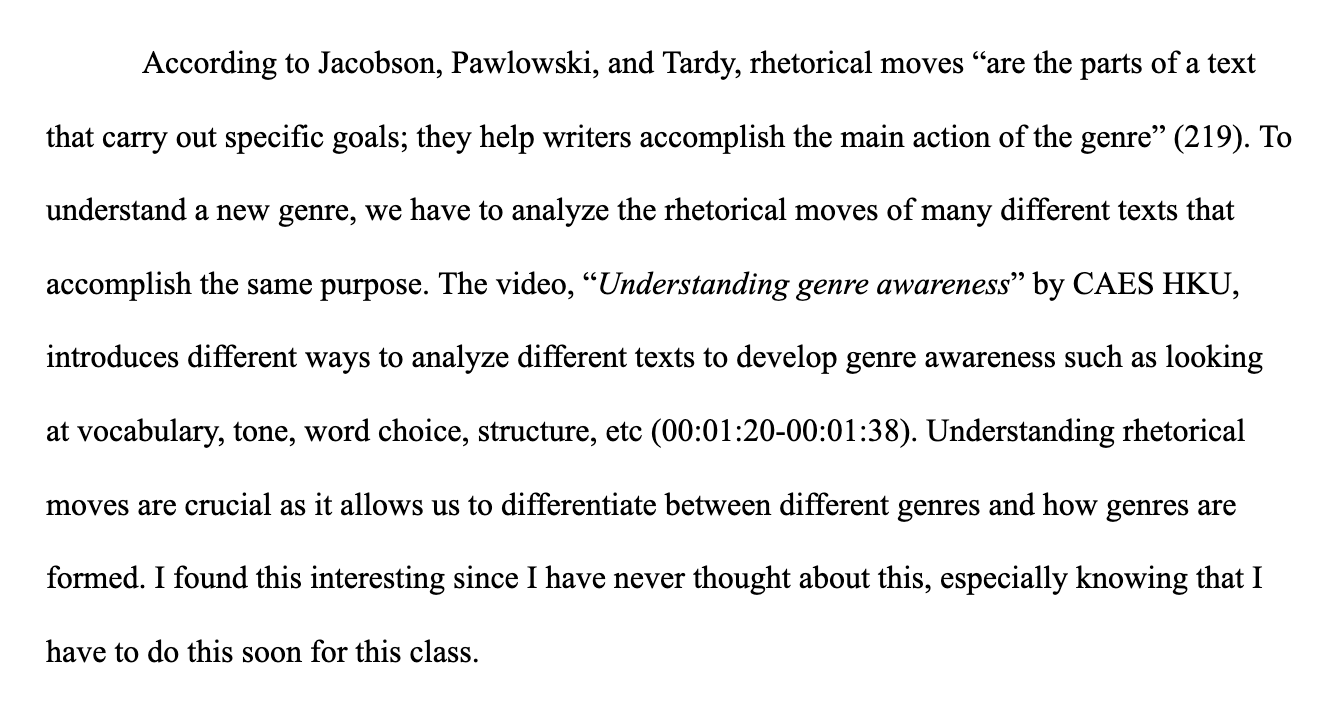 According to Jacobson, Pawlowski, and Tardy, rhetorical moves “are the parts of a text
that carry out specific goals; they help writers accomplish the main action of the genre” (219). To
understand a new genre, we have to analyze the rhetorical moves of many different texts that
accomplish the same purpose. The video, “Understanding genre awareness” by CAES HKU,
introduces different ways to analyze different texts to develop genre awareness such as looking
at vocabulary, tone, word choice, structure, etc (00:01:20-00:01:38). Understanding rhetorical
moves are crucial as it allows us to differentiate between different genres and how genres are
formed. I found this interesting since I have never thought about this, especially knowing that I
have to do this soon for this class.